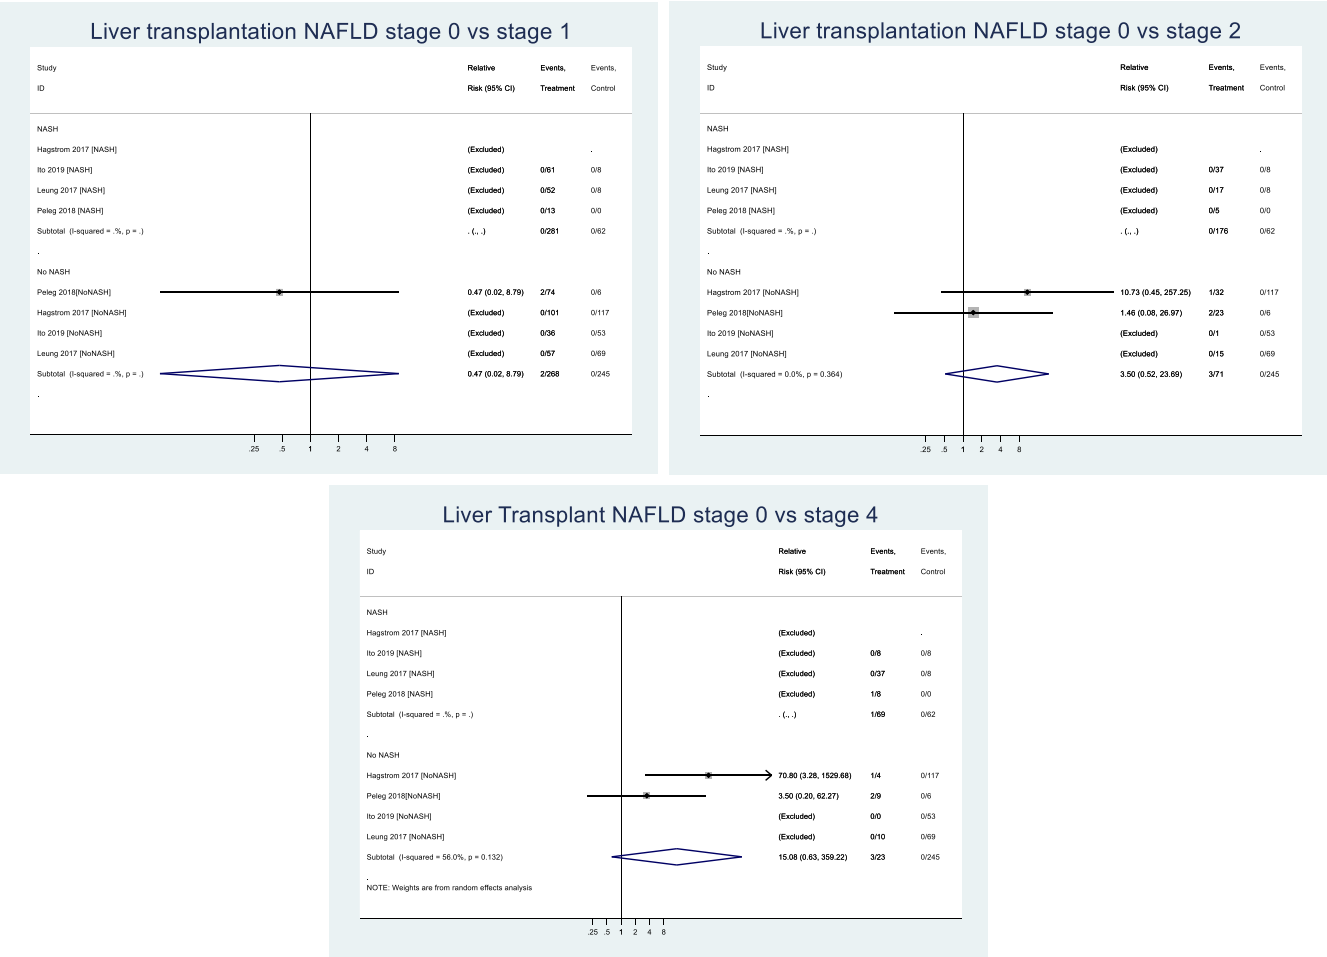 Liver transplantation NAFLD stage 0 vs stage 1
Study Relative Events, Events,
ID Risk (95% CI) Treatment Control
NASH
Hagstrom 2017 [NASH] (Excluded) .
Ito 2019 [NASH] (Excluded) 0/61 0/8
Leung 2017 [NASH] (Excluded) 0/52 0/8
Peleg 2018 [NASH] (Excluded) 0/13 0/0
Subtotal (I-squared = .%, p = .) . (., .) 0/281 0/62
.
No NASH
Peleg 2018[NoNASH] 0.47 (0.02, 8.79) 2/74 0/6
Hagstrom 2017 [NoNASH] (Excluded) 0/101 0/117
Ito 2019 [NoNASH] (Excluded) 0/36 0/53
Leung 2017 [NoNASH] (Excluded) 0/57 0/69
Subtotal (I-squared = .%, p = .) 0.47 (0.02, 8.79) 2/268 0/245
.
.25 .5 1 2 4 8
Liver transplantation NAFLD stage 0 vs stage 2
Study Relative Events, Events,
ID Risk (95% CI) Treatment Control
NASH
Hagstrom 2017 [NASH] (Excluded) .
Ito 2019 [NASH] (Excluded) 0/37 0/8
Leung 2017 [NASH] (Excluded) 0/17 0/8
Peleg 2018 [NASH] (Excluded) 0/5 0/0
Subtotal (I-squared = .%, p = .) . (., .) 0/176 0/62
.
No NASH
Hagstrom 2017 [NoNASH] 10.73 (0.45, 257.25) 1/32 0/117
Peleg 2018[NoNASH] 1.46 (0.08, 26.97) 2/23 0/6
Ito 2019 [NoNASH] (Excluded) 0/1 0/53
Leung 2017 [NoNASH] (Excluded) 0/15 0/69
Subtotal (I-squared = 0.0%, p = 0.364) 3.50 (0.52, 23.69) 3/71 0/245
.
.25 .5 1 2 4 8
Liver Transplant NAFLD stage 0 vs stage 4
Study Relative Events, Events,
ID Risk (95% CI) Treatment Control
NASH
Hagstrom 2017 [NASH] (Excluded) .
Ito 2019 [NASH] (Excluded) 0/8 0/8
Leung 2017 [NASH] (Excluded) 0/37 0/8
Peleg 2018 [NASH] (Excluded) 1/8 0/0
Subtotal (I-squared = .%, p = .) . (., .) 1/69 0/62
.
No NASH
Hagstrom 2017 [NoNASH] 70.80 (3.28, 1529.68) 1/4 0/117
Peleg 2018[NoNASH] 3.50 (0.20, 62.27) 2/9 0/6
Ito 2019 [NoNASH] (Excluded) 0/0 0/53
Leung 2017 [NoNASH] (Excluded) 0/10 0/69
Subtotal (I-squared = 56.0%, p = 0.132) 15.08 (0.63, 359.22) 3/23 0/245
.
NOTE: Weights are from random effects analysis
.25 .5 1 2 4 8